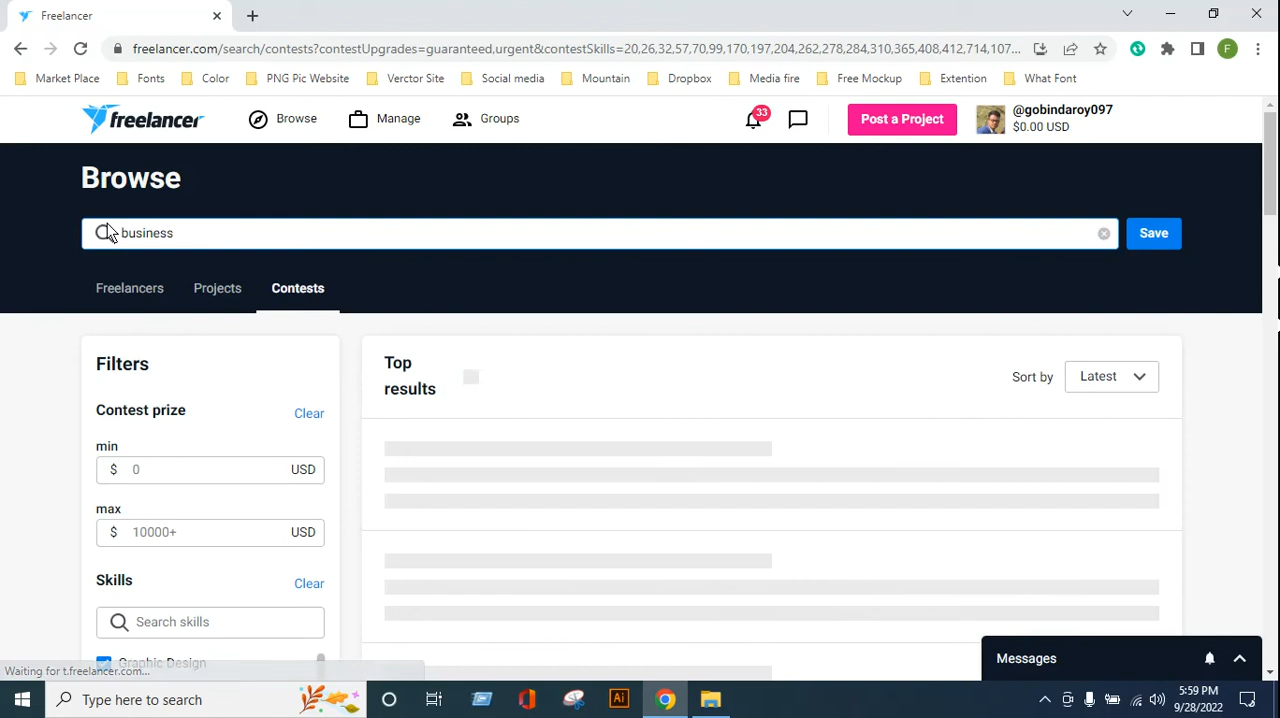 Freelancer
freelancer.com/search/contests?contestUpgrades=guaranteed,urgent&contestSkills=20,26,32,57,70,99,170,197,204,262,278,284,310,365,408,412,714,107...
Market Place
Fonts
Color
PNG Pic Website
Verctor Site
Social media
Mountain
Dropbox
Media fire
Free Mockup
Extention
What Font
F
freelancer
Browse
Manage
Groups
33
Post a Project
@gobindaroy097
$0.00 USD
Browse
business
Save
Freelancers
Projects
Contests
Filters
Contest prize
Clear
min
$ 0 USD
max
$ 10000+ USD
Skills
Clear
Search skills
Graphic Design
Top
results
Sort by
Latest
Messages
Waiting for t.freelancer.com...
Type here to search
Ai
5:59 PM
9/28/2022